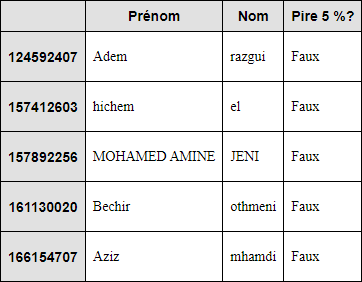 Prénom Nom Pire 5 %?
124592407 Adem razgui Faux
157412603 hichem el Faux
157892256 MOHAMED AMINE JENI Faux
161130020 Bechir othmeni Faux
166154707 Aziz mhamdi Faux